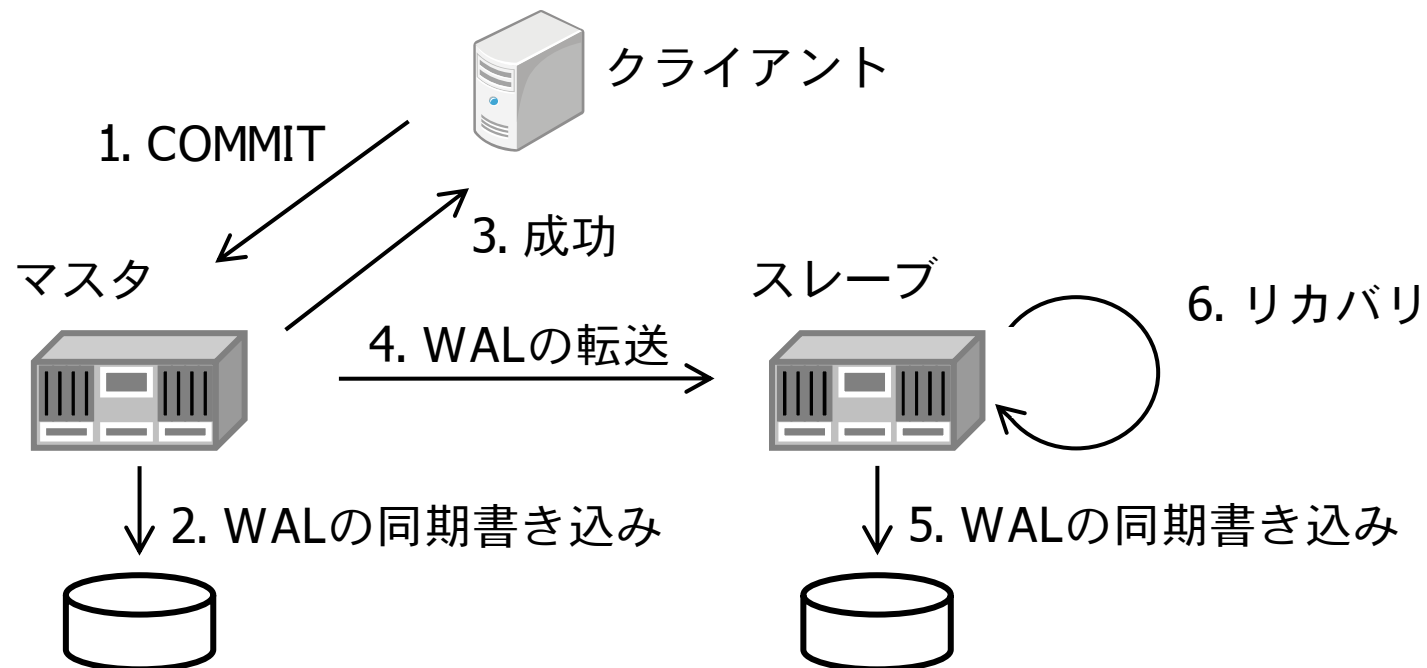 クライアント
1. COMMIT
3. 成功
マスタ
スレーブ
6. リカバリ
4. WALの転送
2. WALの同期書き込み
5. WALの同期書き込み